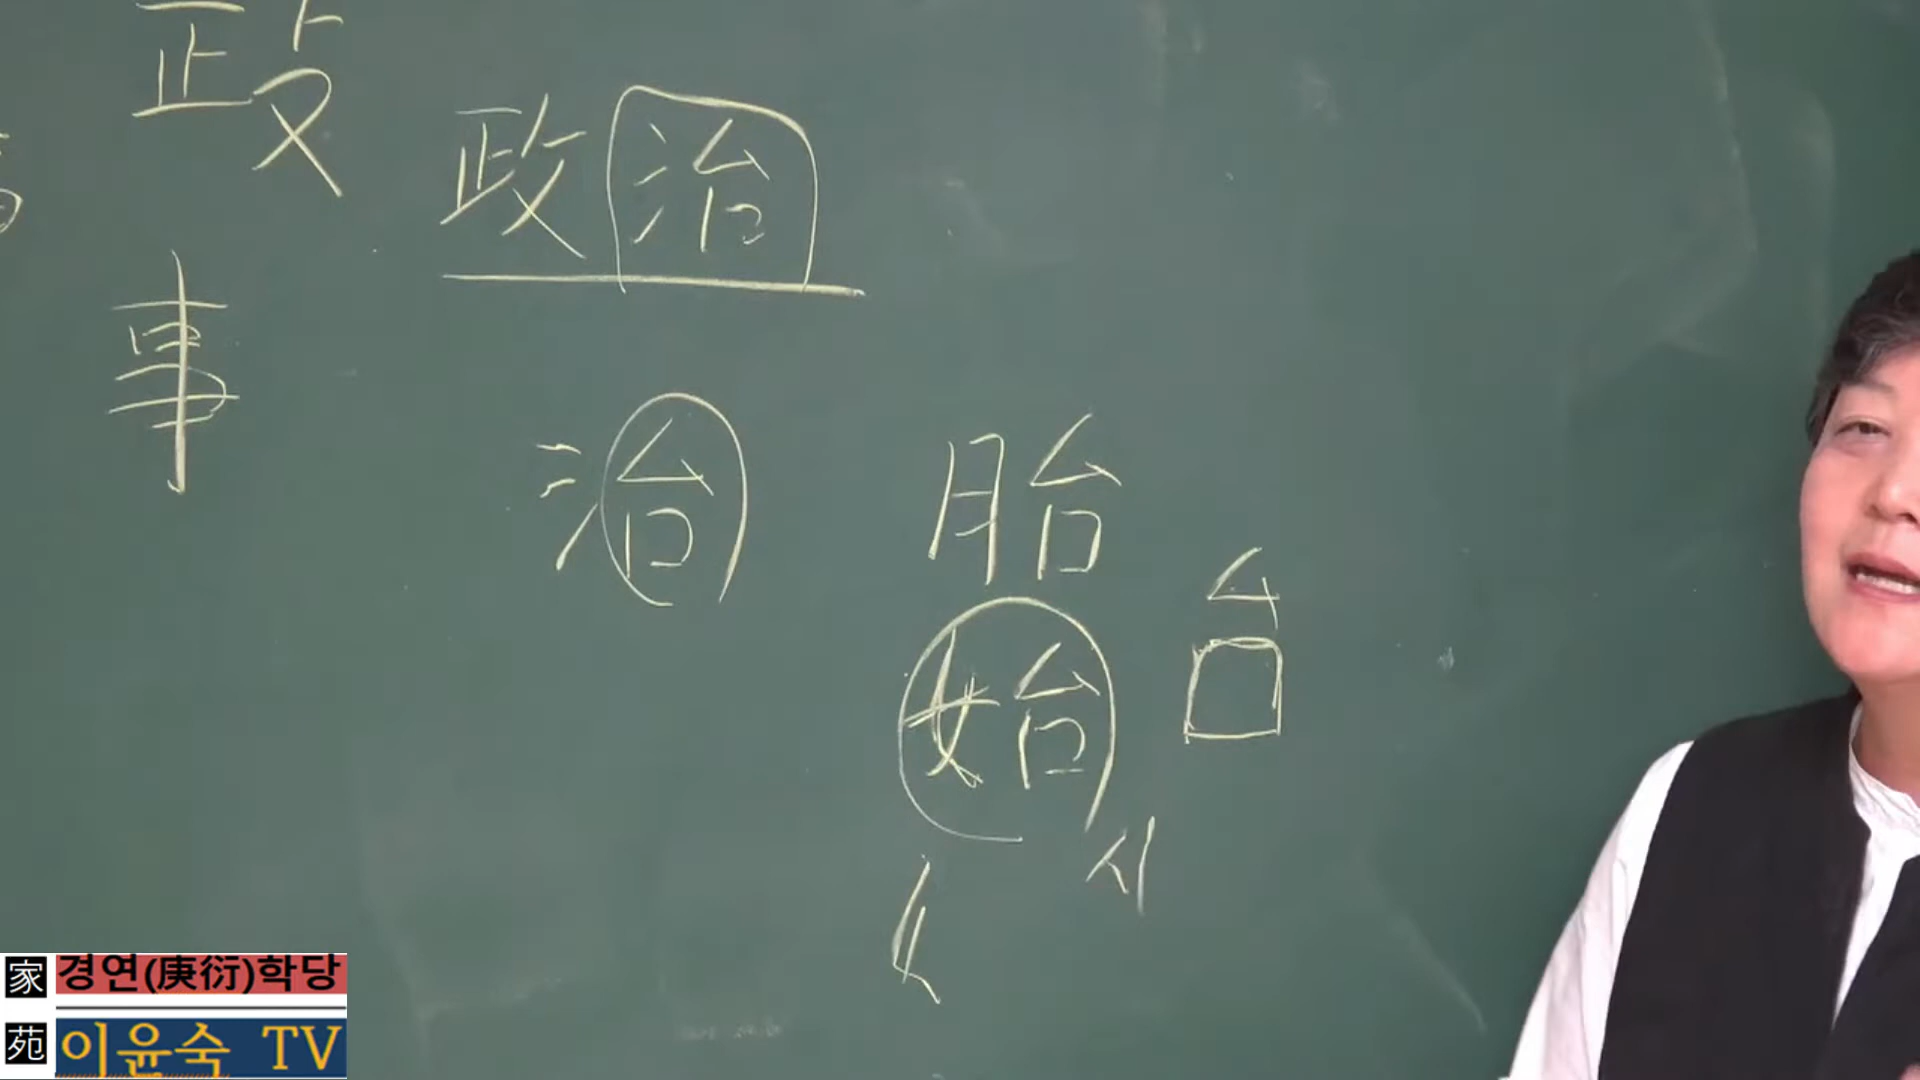 政
政治
事
治
胎
台
始
시
家 경연(庚衍)학당
苑 이윤숙 TV